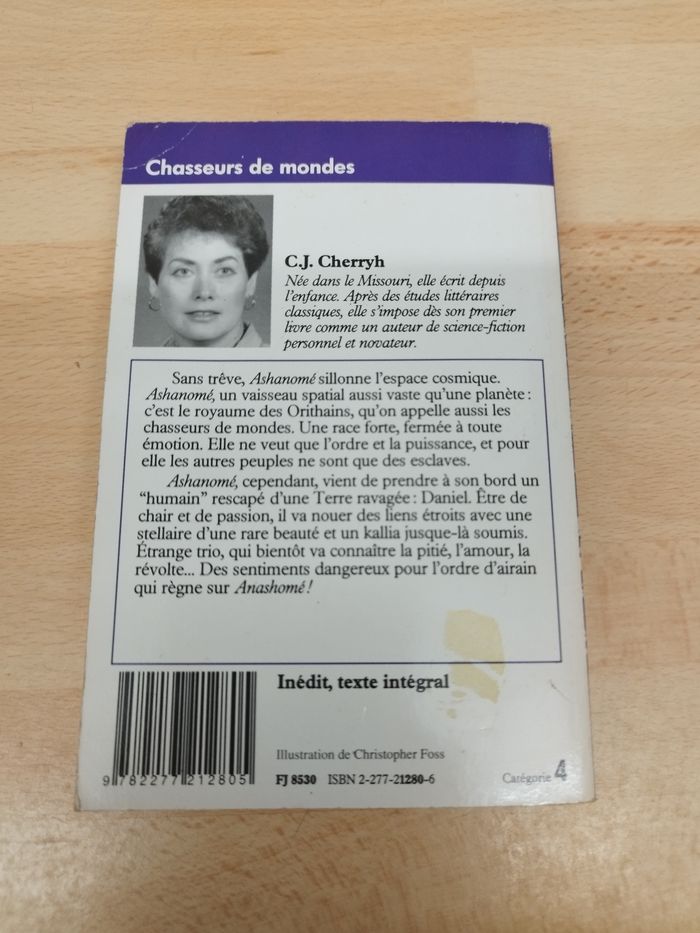 Chasseurs de mondes
C.J. Cherryh
Née dans le Missouri, elle écrit depuis
l'enfance. Après des études littéraires
classiques, elle s'impose dès son premier
livre comme un auteur de science-fiction
personnel et novateur.
Sans trêve, Ashanomé sillonne l'espace cosmique.
Ashanomé, un vaisseau spatial aussi vaste qu'une planète :
c'est le royaume des Orithains, qu'on appelle aussi les
chasseurs de mondes. Une race forte, fermée à toute
émotion. Elle ne veut que l'ordre et la puissance, et pour
elle les autres peuples ne sont que des esclaves.
Ashanomé, cependant, vient de prendre à son bord un
"humain" rescapé d'une Terre ravagée : Daniel. Être de
chair et de passion, il va nouer des liens étroits avec une
stellaire d'une rare beauté et un kallia jusque-là soumis.
Étrange trio, qui bientôt va connaître la pitié, l'amour, la
révolte... Des sentiments dangereux pour l'ordre d'airain
qui règne sur Anashomé !
Inédit, texte intégral
Illustration de Christopher Foss
9 782277 212805
FJ 8530 ISBN 2-277-21280-6
Catégorie 4